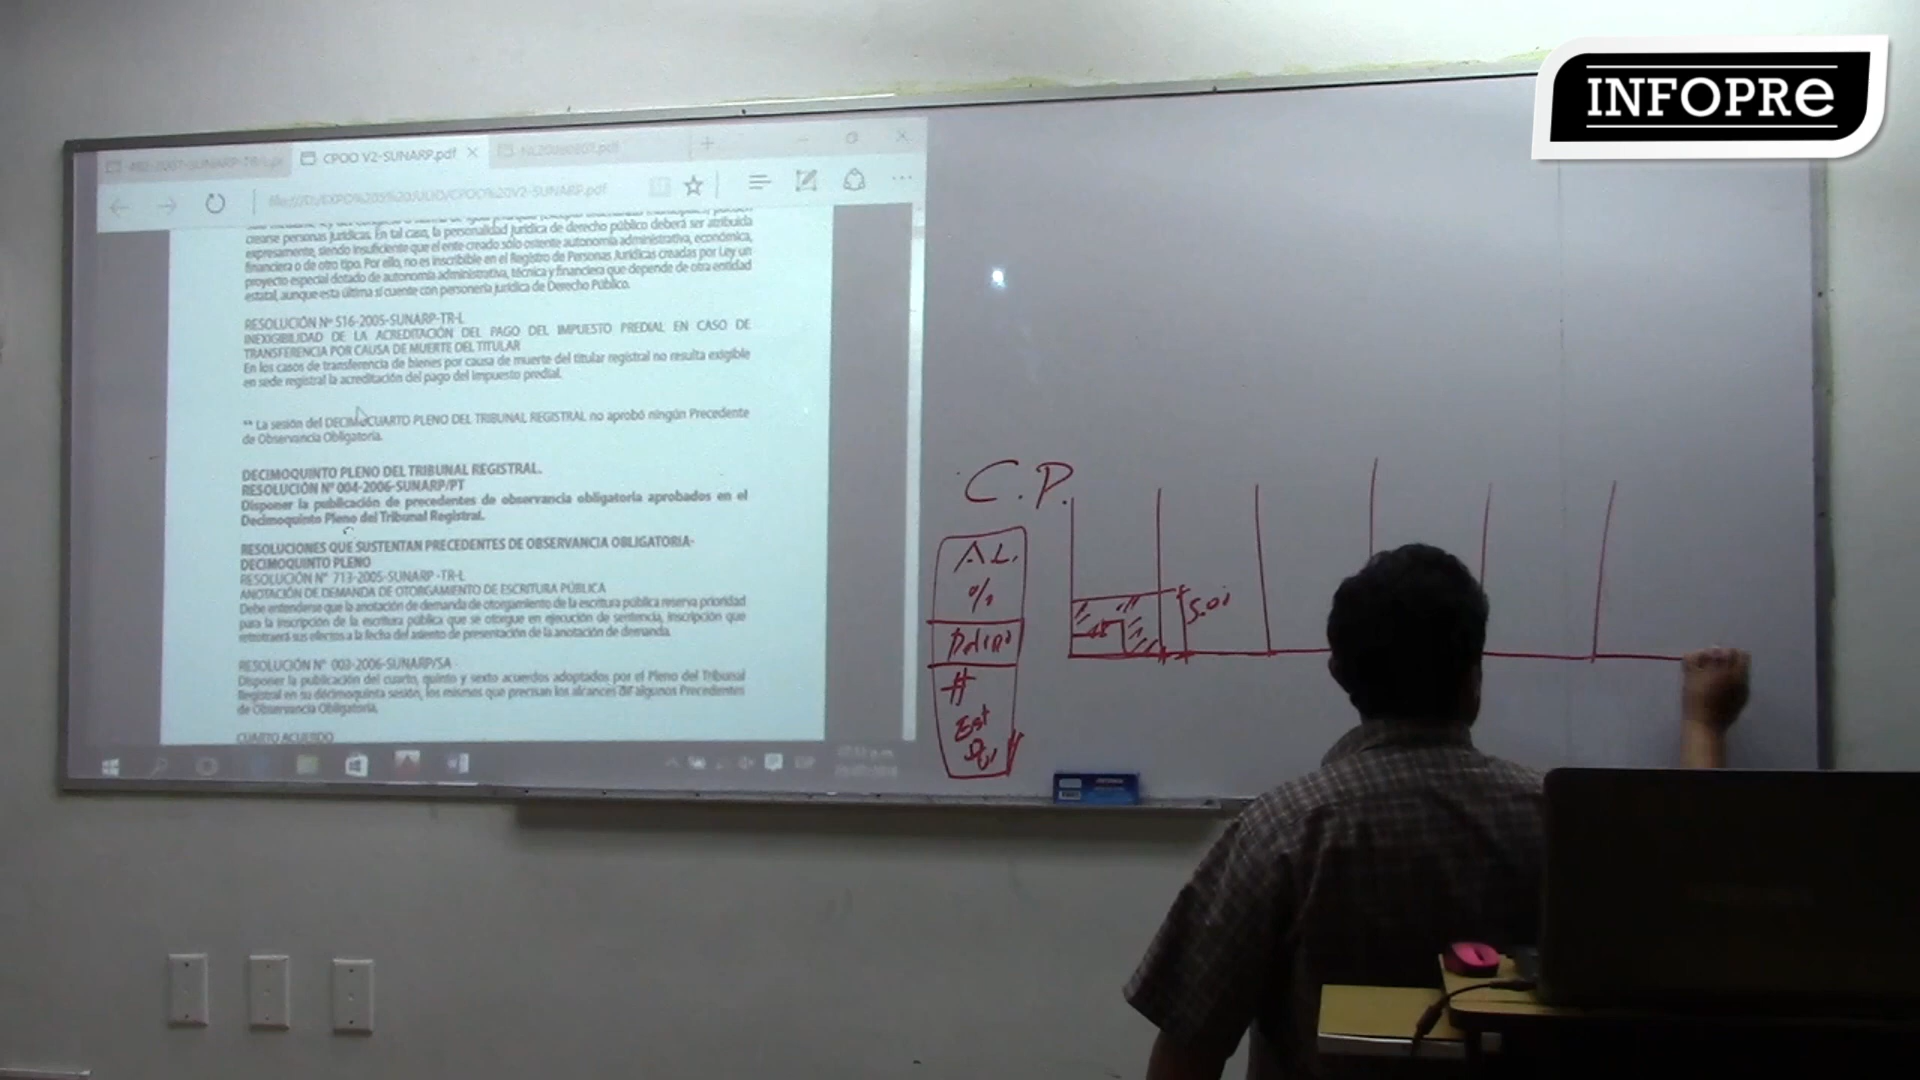 INFOPRe
CPOO V2-SUNARP.pdf
crearse personas jurídicas. En tal caso, la personalidad jurídica de derecho público deberá ser atribuida
expresamente, siendo insuficiente que el ente creado sólo ostente autonomía administrativa, económica,
financiera o de otro tipo. Por ello, no es inscribible en el Registro de Personas Jurídicas creadas por Ley un
proyecto especial dotado de autonomía administrativa, técnica y financiera que depende de otra entidad
estatal, aunque esta última sí cuente con personería jurídica de Derecho Público.
RESOLUCIÓN Nº 516-2005-SUNARP-TR-L
INEXIGIBILIDAD DE LA ACREDITACIÓN DEL PAGO DEL IMPUESTO PREDIAL EN CASO DE
TRANSFERENCIA POR CAUSA DE MUERTE DEL TITULAR
En los casos de transferencia de bienes por causa de muerte del titular registral no resulta exigible
en sede registral la acreditación del pago del impuesto predial.
** La sesión del DECIMOCUARTO PLENO DEL TRIBUNAL REGISTRAL no aprobó ningún Precedente
de Observancia Obligatoria.
DECIMOQUINTO PLENO DEL TRIBUNAL REGISTRAL.
RESOLUCIÓN Nº 004-2006-SUNARP/PT
Disponer la publicación de precedentes de observancia obligatoria aprobados en el
Decimoquinto Pleno del Tribunal Registral.
RESOLUCIONES QUE SUSTENTAN PRECEDENTES DE OBSERVANCIA OBLIGATORIA-
DECIMOQUINTO PLENO
RESOLUCIÓN Nº 713-2005-SUNARP -TR-L
ANOTACIÓN DE DEMANDA DE OTORGAMIENTO DE ESCRITURA PÚBLICA
Debe entenderse que la anotación de demanda de otorgamiento de la escritura pública reserva prioridad
para la inscripción de la escritura pública que se otorgue en ejecución de sentencia, inscripción que
retrotraerá sus efectos a la fecha del asiento de presentación de la anotación de demanda.
RESOLUCIÓN Nº 003-2006-SUNARP/SA
Disponer la publicación del cuarto, quinto y sexto acuerdos adoptados por el Pleno del Tribunal
Registral en su decimoquinta sesión, los mismos que precisan los alcances de algunos Precedentes
de Observancia Obligatoria.
CUARTO ACUERDO
C.P.
A L.
%
#
Est